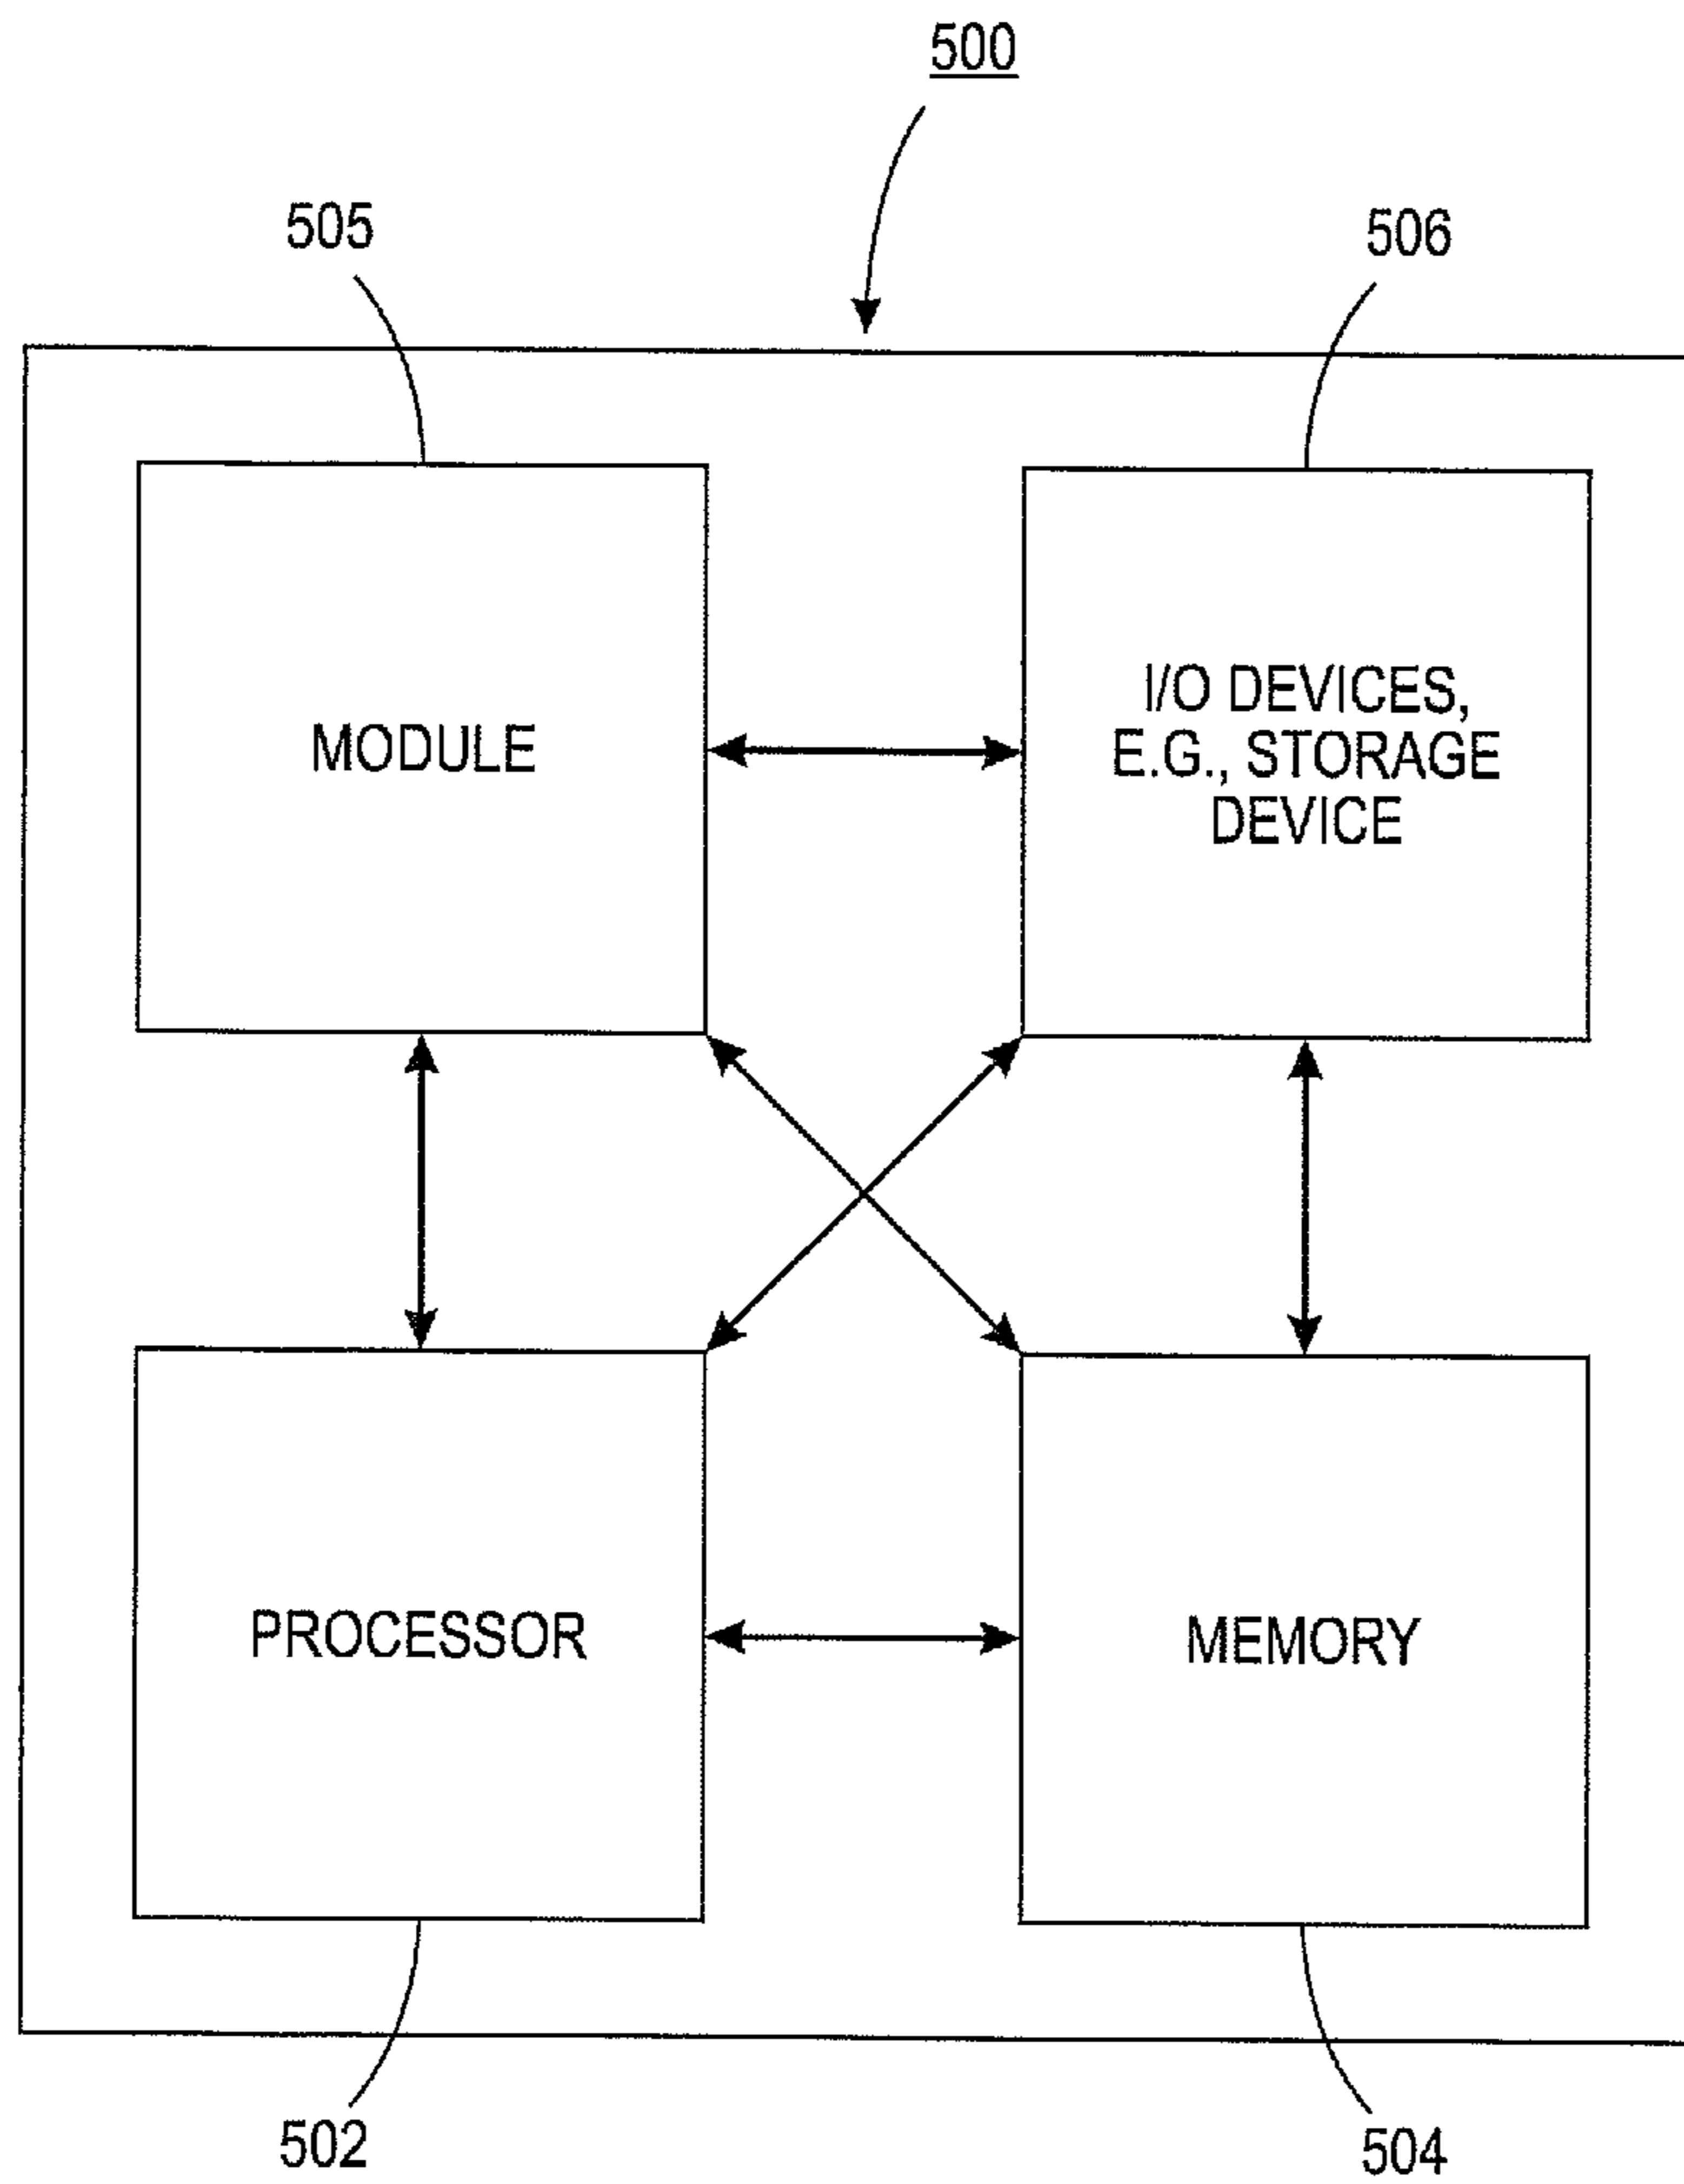 500
505
506
MODULE
I/O DEVICES,
E.G., STORAGE
DEVICE
PROCESSOR
MEMORY
502
504